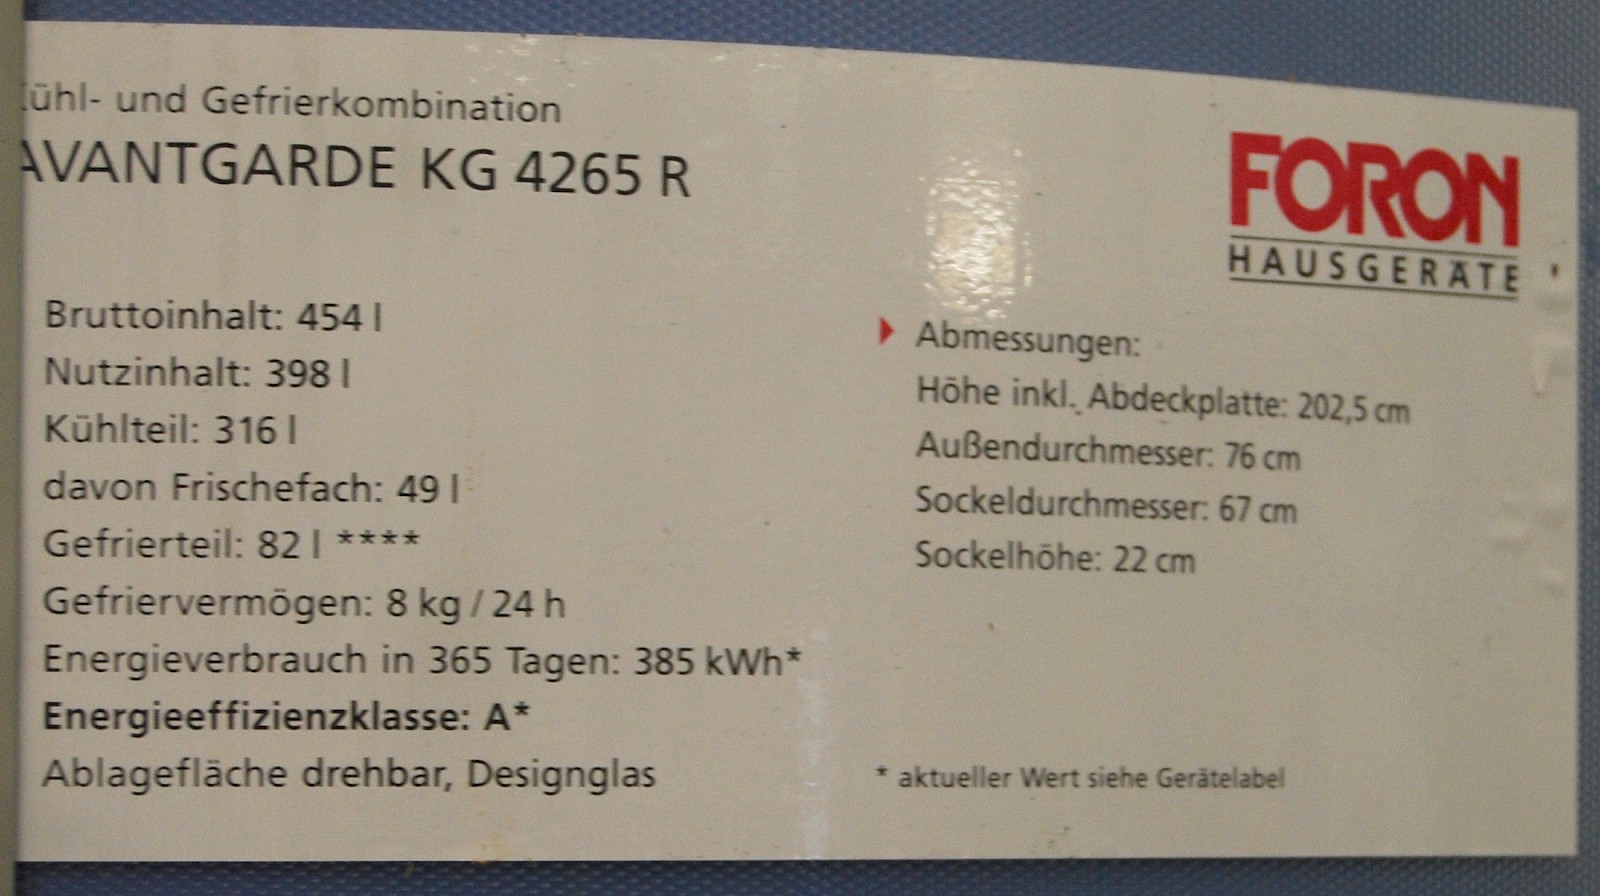 Kühl- und Gefrierkombination
AVANTGARDE KG 4265 R
FORON
HAUSGERÄTE
Bruttoinhalt: 454 l
Nutzinhalt: 398 l
Kühlteil: 316 l
davon Frischefach: 49 l
Gefrierteil: 82 l ****
Gefriervermögen: 8 kg / 24 h
Energieverbrauch in 365 Tagen: 385 kWh*
Energieeffizienzklasse: A*
Ablagefläche drehbar, Designglas
Abmessungen:
Höhe inkl. Abdeckplatte: 202,5 cm
Außendurchmesser: 76 cm
Sockeldurchmesser: 67 cm
Sockelhöhe: 22 cm
* aktueller Wert siehe Gerätelabel